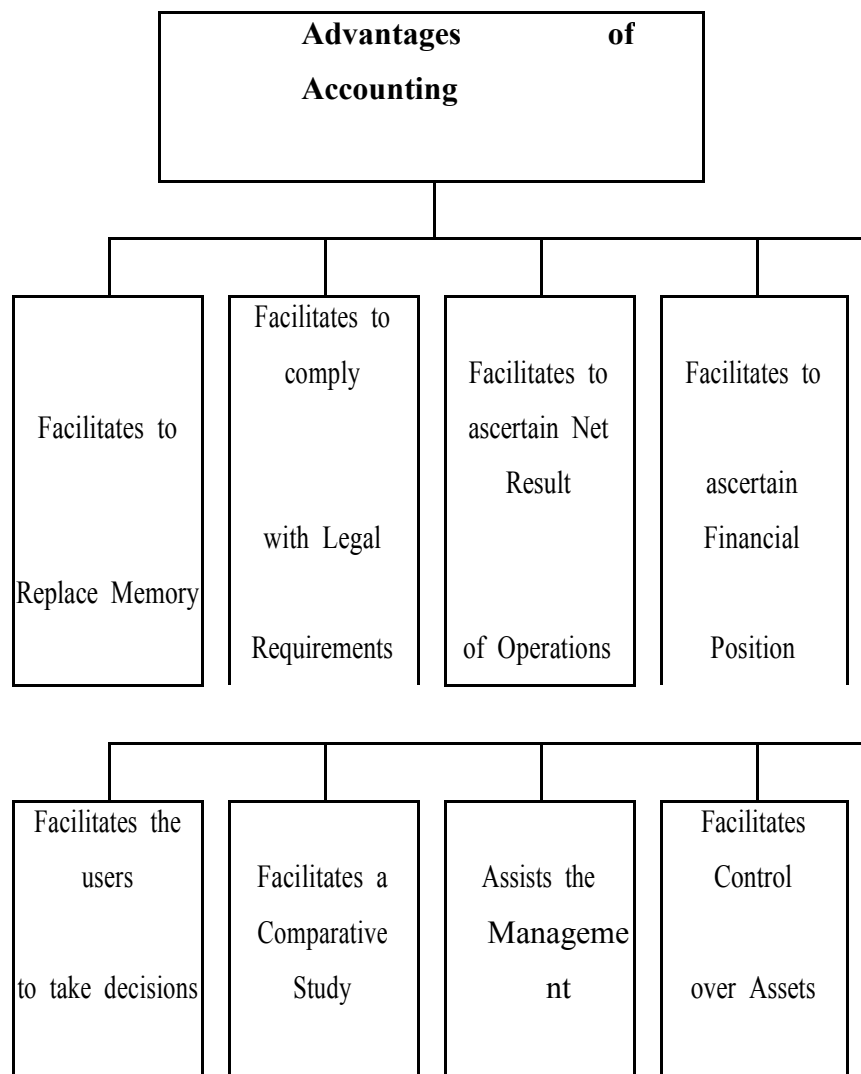 Advantages of
Accounting
Facilitates to
Replace Memory
Facilitates to
comply
with Legal
Requirements
Facilitates to
ascertain Net
Result
of Operations
Facilitates to
ascertain
Financial
Position
Facilitates the
users
to take decisions
Facilitates a
Comparative
Study
Assists the
Manageme
nt
Facilitates
Control
over Assets